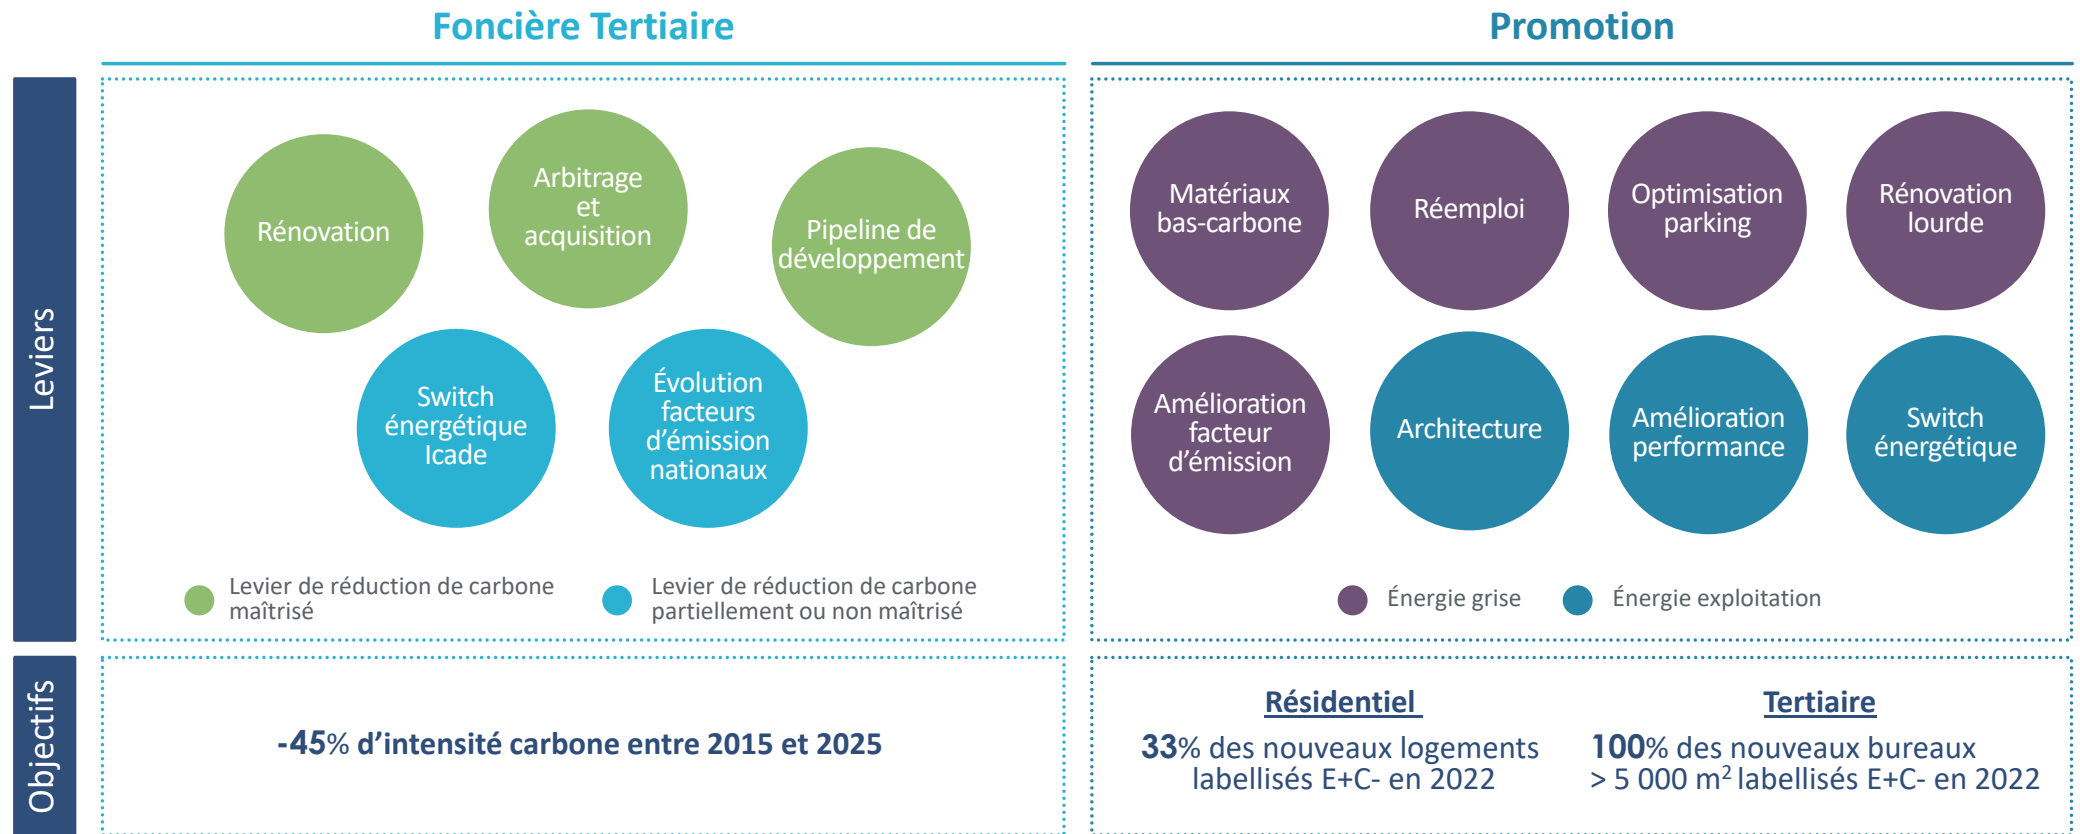 Foncière Tertiaire
Promotion
Leviers
Rénovation
Arbitrage
et
acquisition
Pipeline de
développement
Switch
énergétique
Icade
Évolution
facteurs
d'émission
nationaux
Levier de réduction de carbone
maîtrisé
Levier de réduction de carbone
partiellement ou non maîtrisé
Matériaux
bas-carbone
Réemploi
Optimisation
parking
Rénovation
lourde
Amélioration
facteur
d'émission
Architecture
Amélioration
performance
Switch
énergétique
Énergie grise
Énergie exploitation
Objectifs
-45% d'intensité carbone entre 2015 et 2025
Résidentiel
33% des nouveaux logements
labellisés E+C- en 2022
Tertiaire
100% des nouveaux bureaux
> 5 000 m² labellisés E+C- en 2022